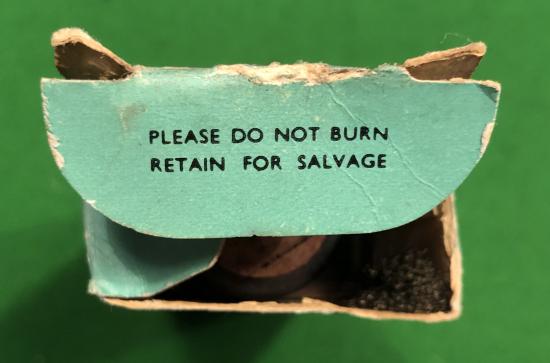 PLEASE DO NOT BURN
RETAIN FOR SALVAGE